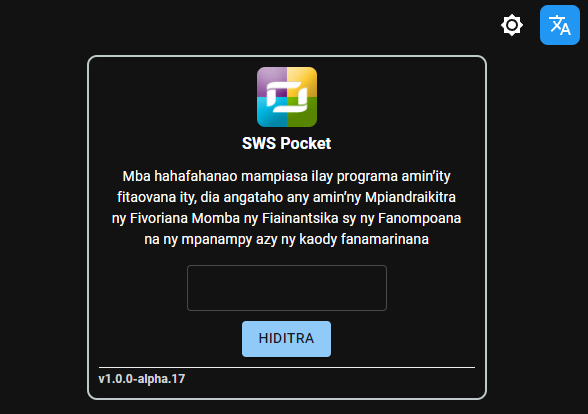 SWS Pocket
Mba hahafahanao mampiasa ilay programa amin’ity
fitaovana ity, dia angataho any amin’ny Mpiandraikitra
ny Fivoriana Momba ny Fiainantsika sy ny Fanompoana
na ny mpanampy azy ny kaody fanamarinana
HIDITRA
v1.0.0-alpha.17